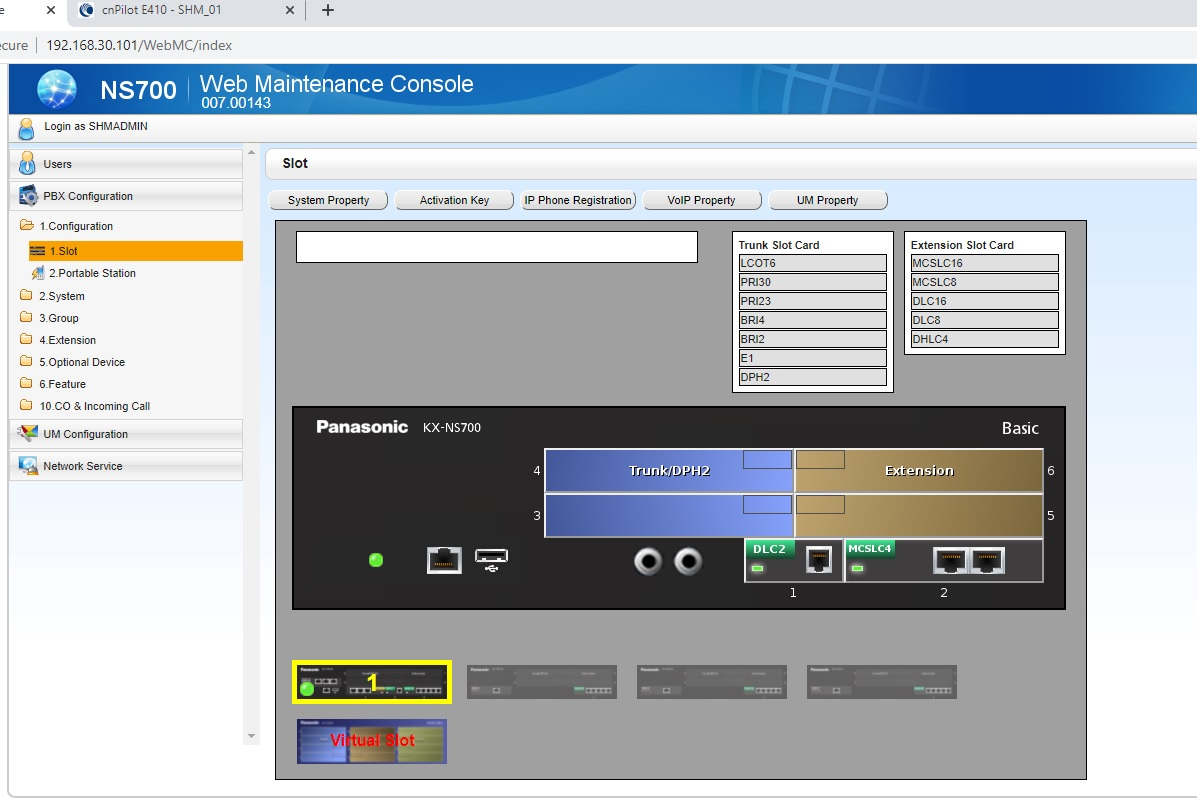 e
cnPilot E410 - SHM_01
ecure
192.168.30.101/WebMC/index
NS700
Web Maintenance Console
007.00143
Login as SHMADMIN
Users
PBX Configuration
1.Configuration
1.Slot
2.Portable Station
2.System
3.Group
4.Extension
5.Optional Device
6.Feature
10.CO & Incoming Call
UM Configuration
Network Service
Slot
System Property
Activation Key
IP Phone Registration
VoIP Property
UM Property
Trunk Slot Card
LCOT6
PRI30
PRI23
BRI4
BRI2
E1
DPH2
Extension Slot Card
MCSLC16
MCSLC8
DLC16
DLC8
DHLC4
Panasonic KX-NS700 Basic
4 Trunk/DPH2 Extension 6
3 5
DLC2 MCSLC4
1 2
1
Virtual Slot